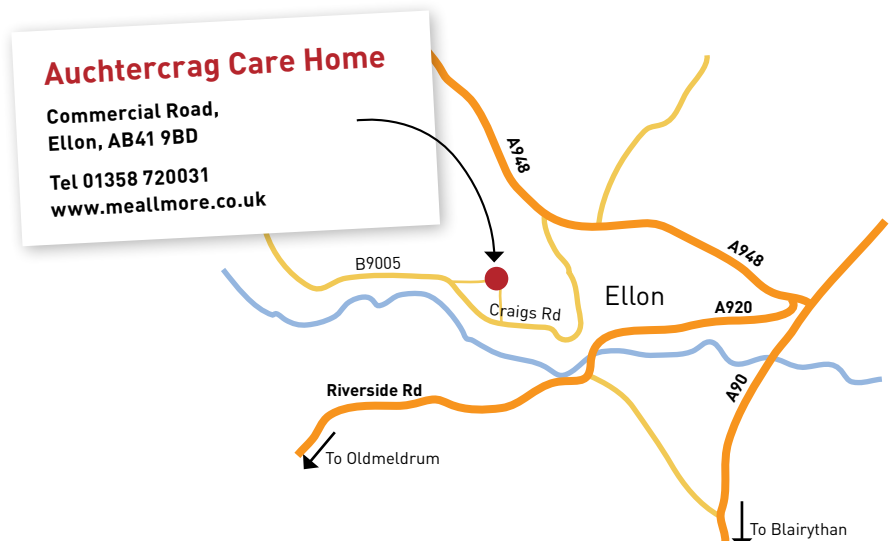 Auchtercrag Care Home
Commercial Road,
Ellon, AB41 9BD
Tel 01358 720031
www.meallmore.co.uk
A948
A948
B9005
Ellon
Craigs Rd
A920
A90
Riverside Rd
To Oldmeldrum
To Blairythan